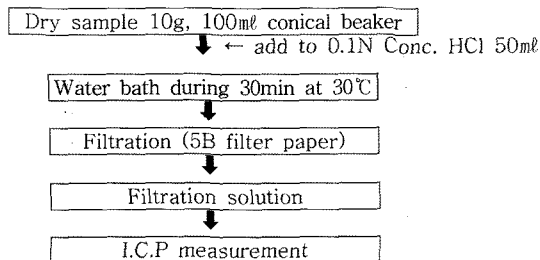 Dry sample 10g, 100㎖ conical beaker
← add to 0.1N Conc. HCl 50㎖
Water bath during 30min at 30℃
Filtration (5B filter paper)
Filtration solution
I.C.P measurement